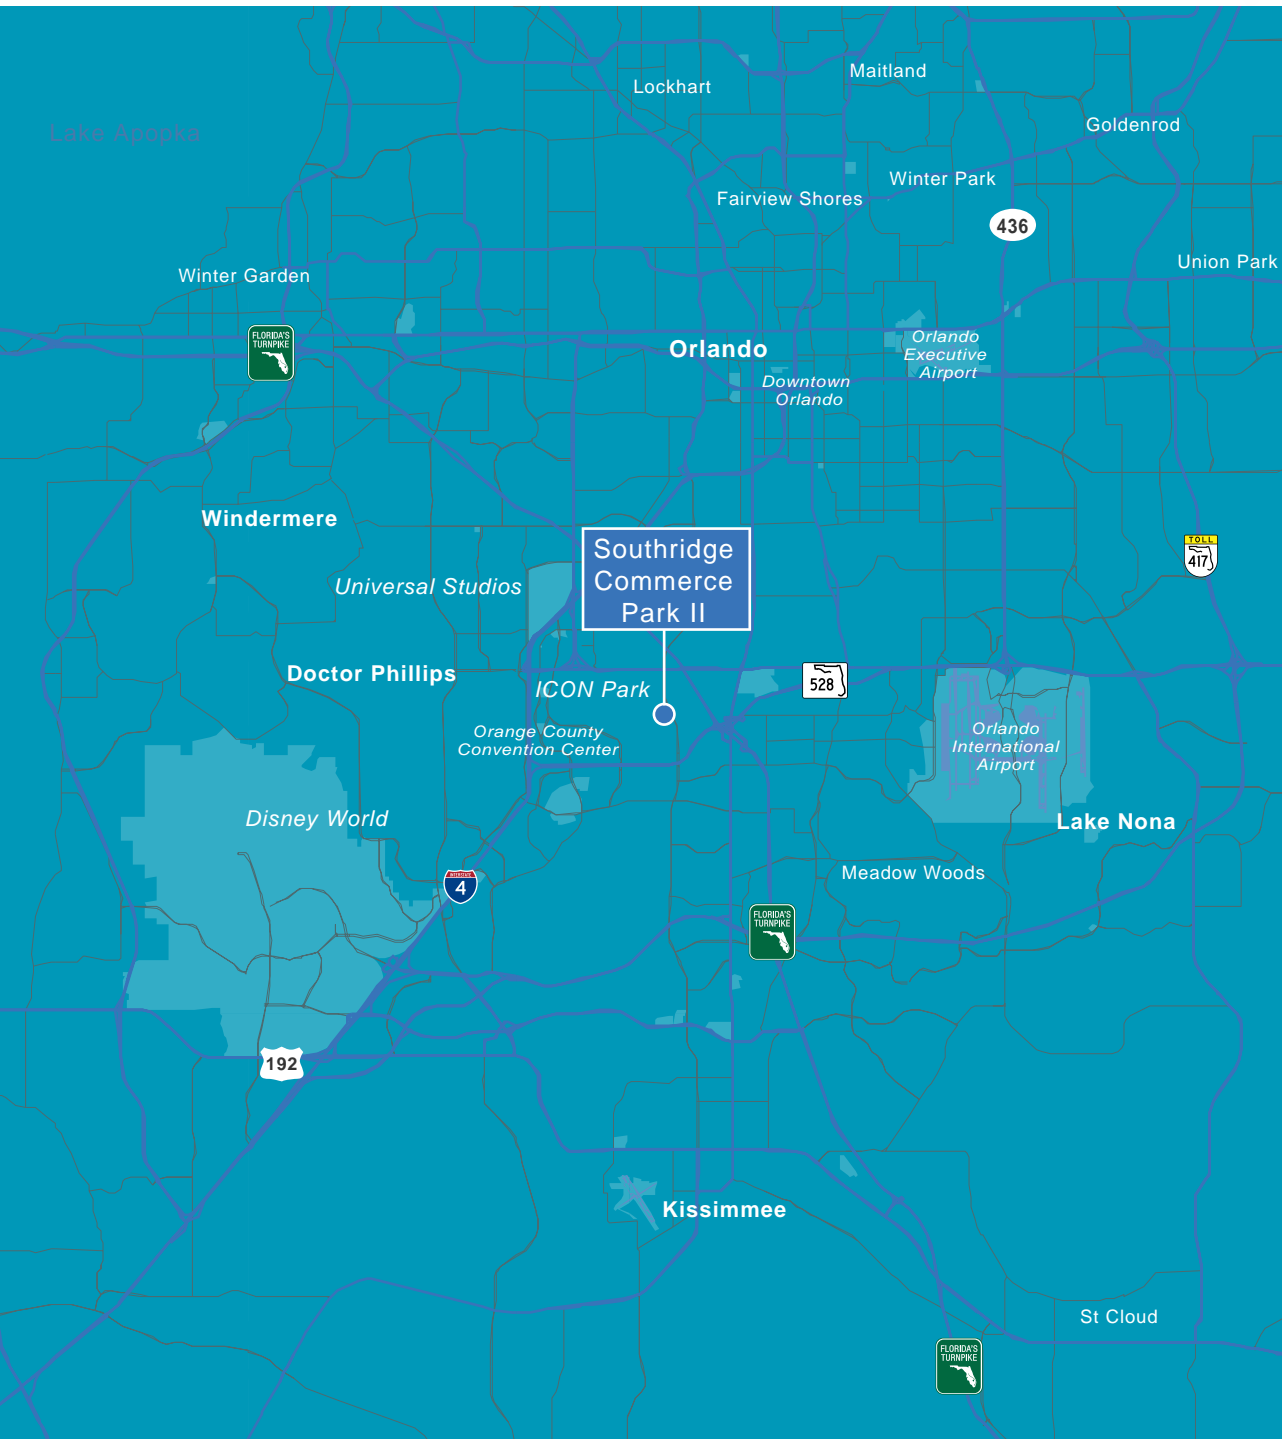 Maitland
Lockhart
Goldenrod
Lake Apopka
Winter Park
Fairview Shores
436
Union Park
Winter Garden
FLORIDA'S
TURNPIKE
Orlando
Orlando
Executive
Airport
Downtown
Orlando
Windermere
TOLL
417
Southridge
Commerce
Park II
Universal Studios
Doctor Phillips
528
ICON Park
Orange County
Convention Center
Orlando
International
Airport
Disney World
Lake Nona
Meadow Woods
4
FLORIDA'S
TURNPIKE
192
Kissimmee
St Cloud
FLORIDA'S
TURNPIKE